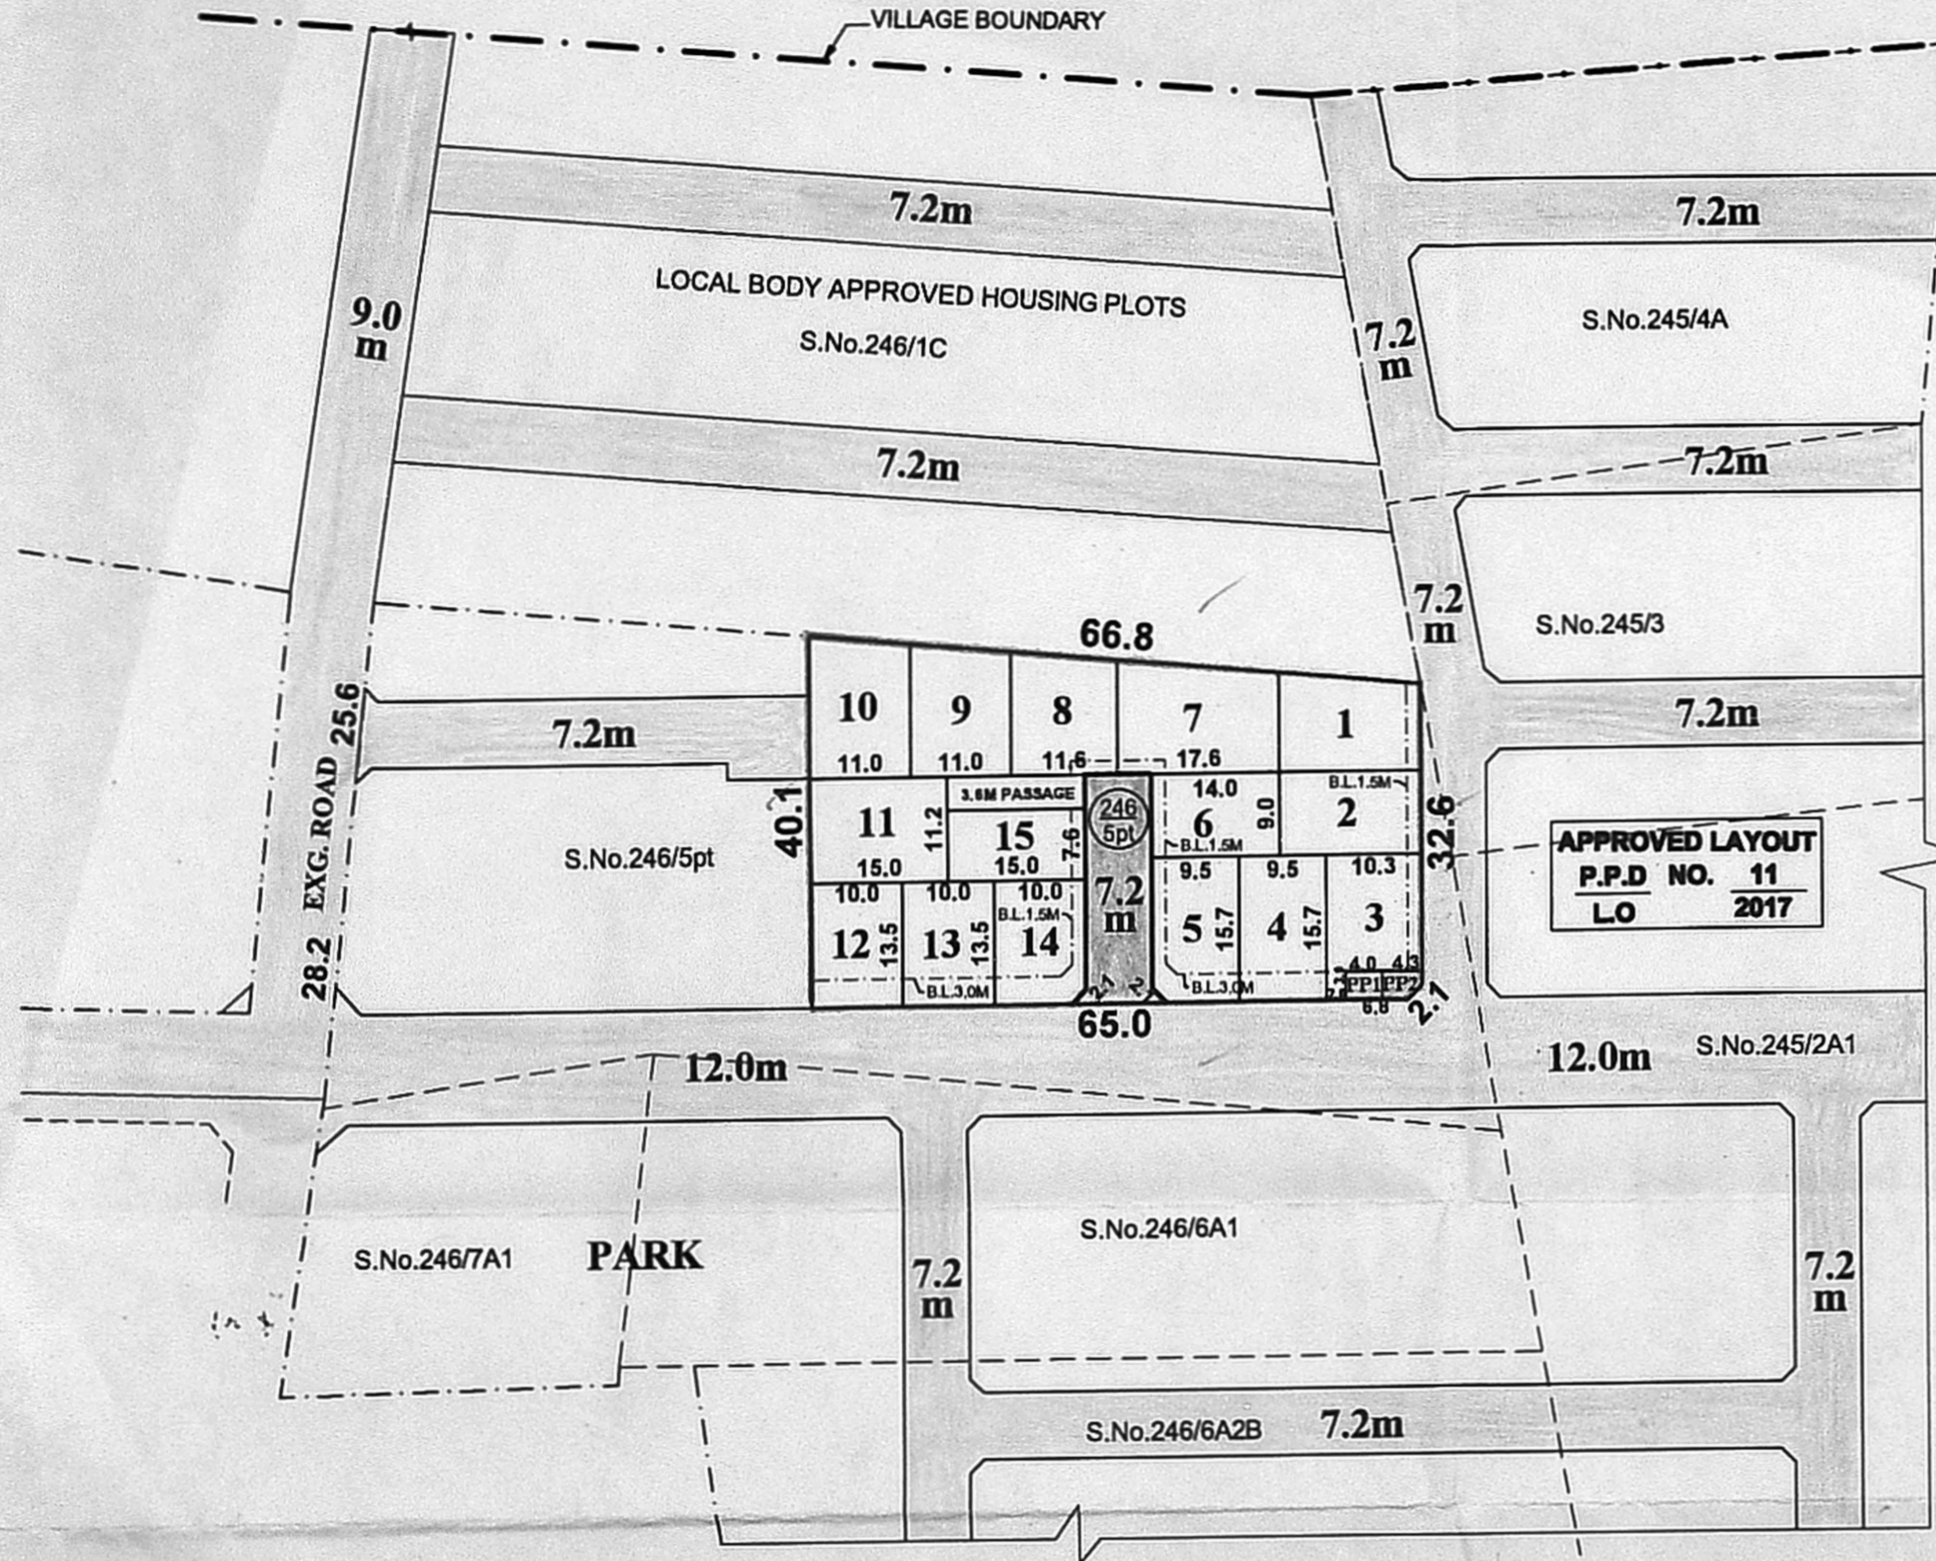 VILLAGE BOUNDARY
7.2m
7.2m
LOCAL BODY APPROVED HOUSING PLOTS
S.No.246/1C
9.0
m
7.2
m
S.No.245/4A
7.2m
7.2m
7.2
m
S.No.245/3
66.8
25.6
EXG. ROAD
28.2
7.2m
10
9
8
7
1
11.0
11.0
11.6
17.6
7.2m
40.1
11
11.2
3.6M PASSAGE
15
7.6
15.0
15.0
246
5pt
14.0
6
9.0
B.L.1.5M
B.L.1.5M
2
32.6
S.No.246/5pt
APPROVED LAYOUT
P.P.D NO. 11
L.O 2017
10.0
10.0
10.0
B.L.1.5M
12
13.5
13
13.5
14
B.L.3.0M
7.2
m
9.5
9.5
10.3
5
15.7
4
15.7
3
4.0
4.3
PP1
PP2
B.L.3.0M
6.8
2.1
65.0
12.0m
12.0m
S.No.245/2A1
S.No.246/7A1
PARK
S.No.246/6A1
7.2
m
7.2
m
S.No.246/6A2B
7.2m